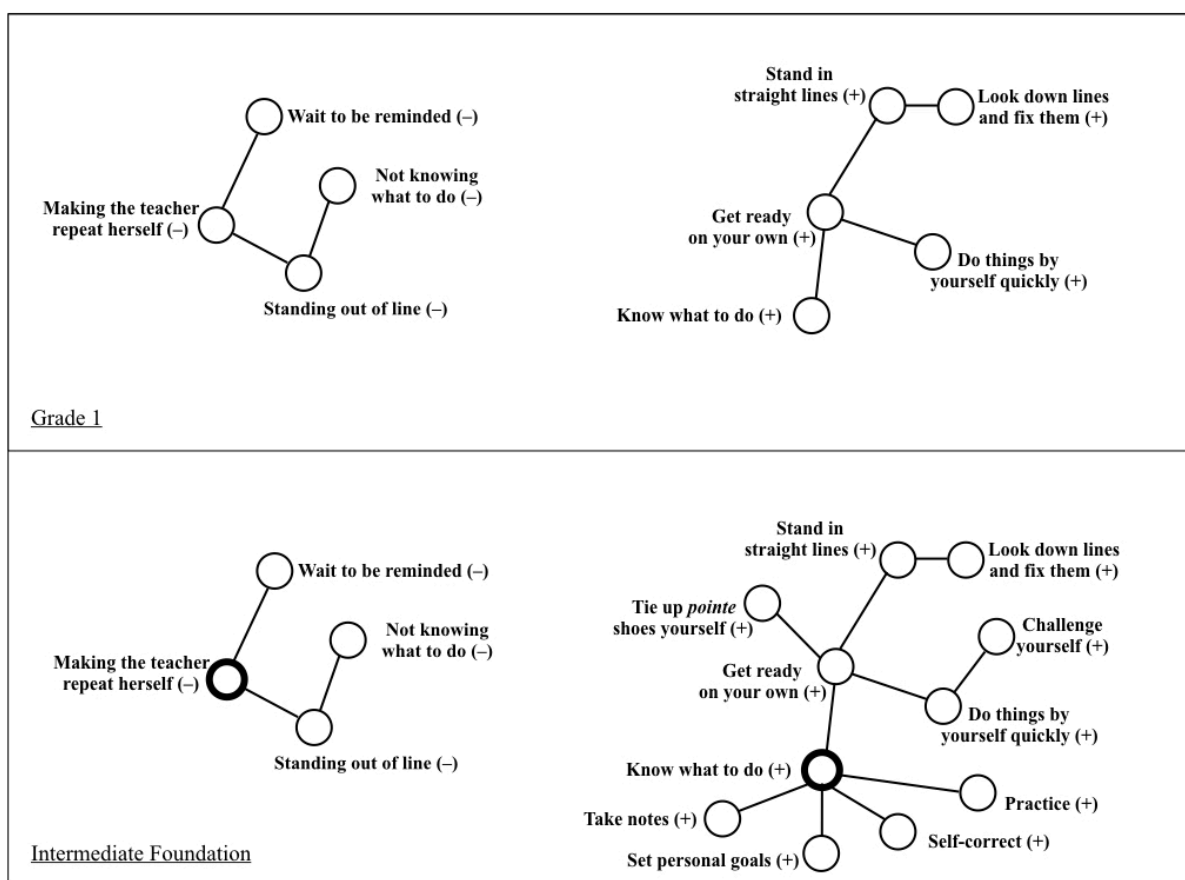 Wait to be reminded (–)
Not knowing
what to do (–)
Making the teacher
repeat herself (–)
Standing out of line (–)
Stand in
straight lines (+)
Look down lines
and fix them (+)
Get ready
on your own (+)
Do things by
yourself quickly (+)
Know what to do (+)
Grade 1
Wait to be reminded (–)
Not knowing
what to do (–)
Making the teacher
repeat herself (–)
Standing out of line (–)
Stand in
straight lines (+)
Look down lines
and fix them (+)
Tie up pointe
shoes yourself (+)
Challenge
yourself (+)
Get ready
on your own (+)
Do things by
yourself quickly (+)
Know what to do (+)
Practice (+)
Take notes (+)
Self-correct (+)
Set personal goals (+)
Intermediate Foundation